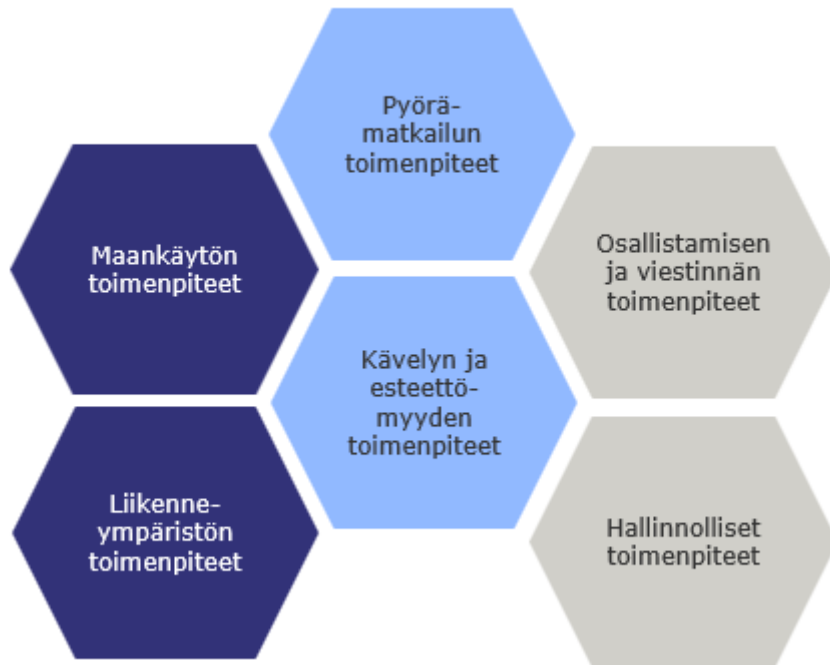 Pyörä-
matkailun
toimenpiteet
Maankäytön
toimenpiteet
Osallistamisen
ja viestinnän
toimenpiteet
Kävelyn ja
esteettö-
myyden
toimenpiteet
Liikenne-
ympäristön
toimenpiteet
Hallinnolliset
toimenpiteet